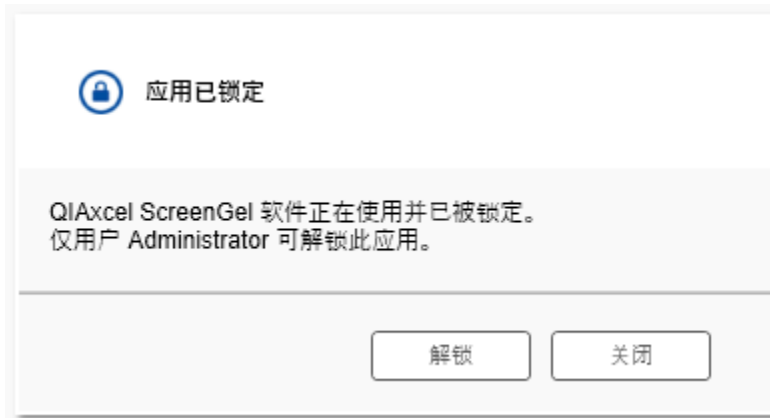 应用已锁定
QIAxcel ScreenGel 软件正在使用并已被锁定。
仅用户 Administrator 可解锁此应用。
解锁
关闭